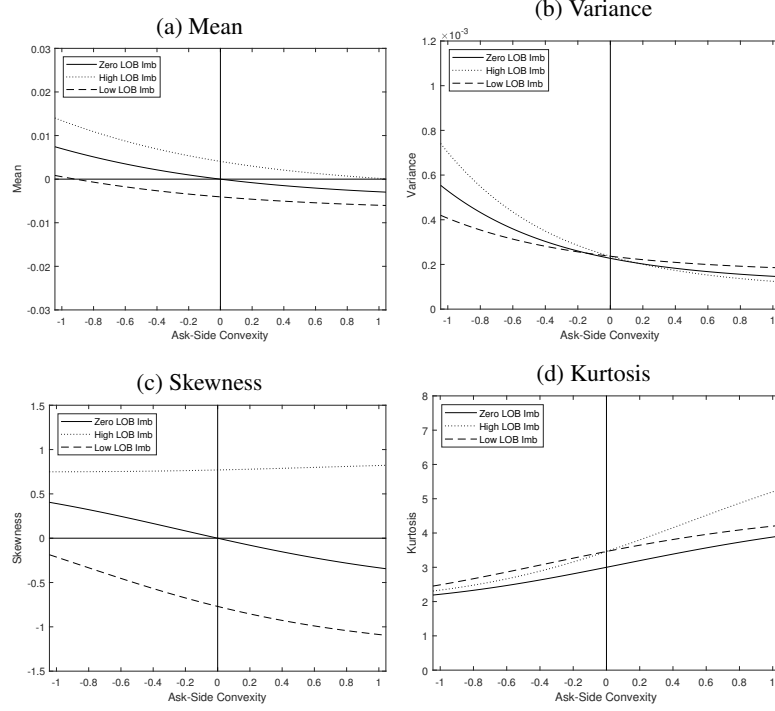 (a) Mean
0.03
0.02
0.01
0
-0.01
-0.02
-0.03
Mean
Zero LOB Imb
High LOB Imb
Low LOB Imb
-1 -0.8 -0.6 -0.4 -0.2 0 0.2 0.4 0.6 0.8 1
Ask-Side Convexity
(b) Variance
×10⁻³
1.2
1
0.8
0.6
0.4
0.2
0
Variance
Zero LOB Imb
High LOB Imb
Low LOB Imb
-1 -0.8 -0.6 -0.4 -0.2 0 0.2 0.4 0.6 0.8 1
Ask-Side Convexity
(c) Skewness
1.5
1
0.5
0
-0.5
-1
-1.5
Skewness
Zero LOB Imb
High LOB Imb
Low LOB Imb
-1 -0.8 -0.6 -0.4 -0.2 0 0.2 0.4 0.6 0.8 1
Ask-Side Convexity
(d) Kurtosis
8
7
6
5
4
3
2
1
0
Kurtosis
Zero LOB Imb
High LOB Imb
Low LOB Imb
-1 -0.8 -0.6 -0.4 -0.2 0 0.2 0.4 0.6 0.8 1
Ask-Side Convexity